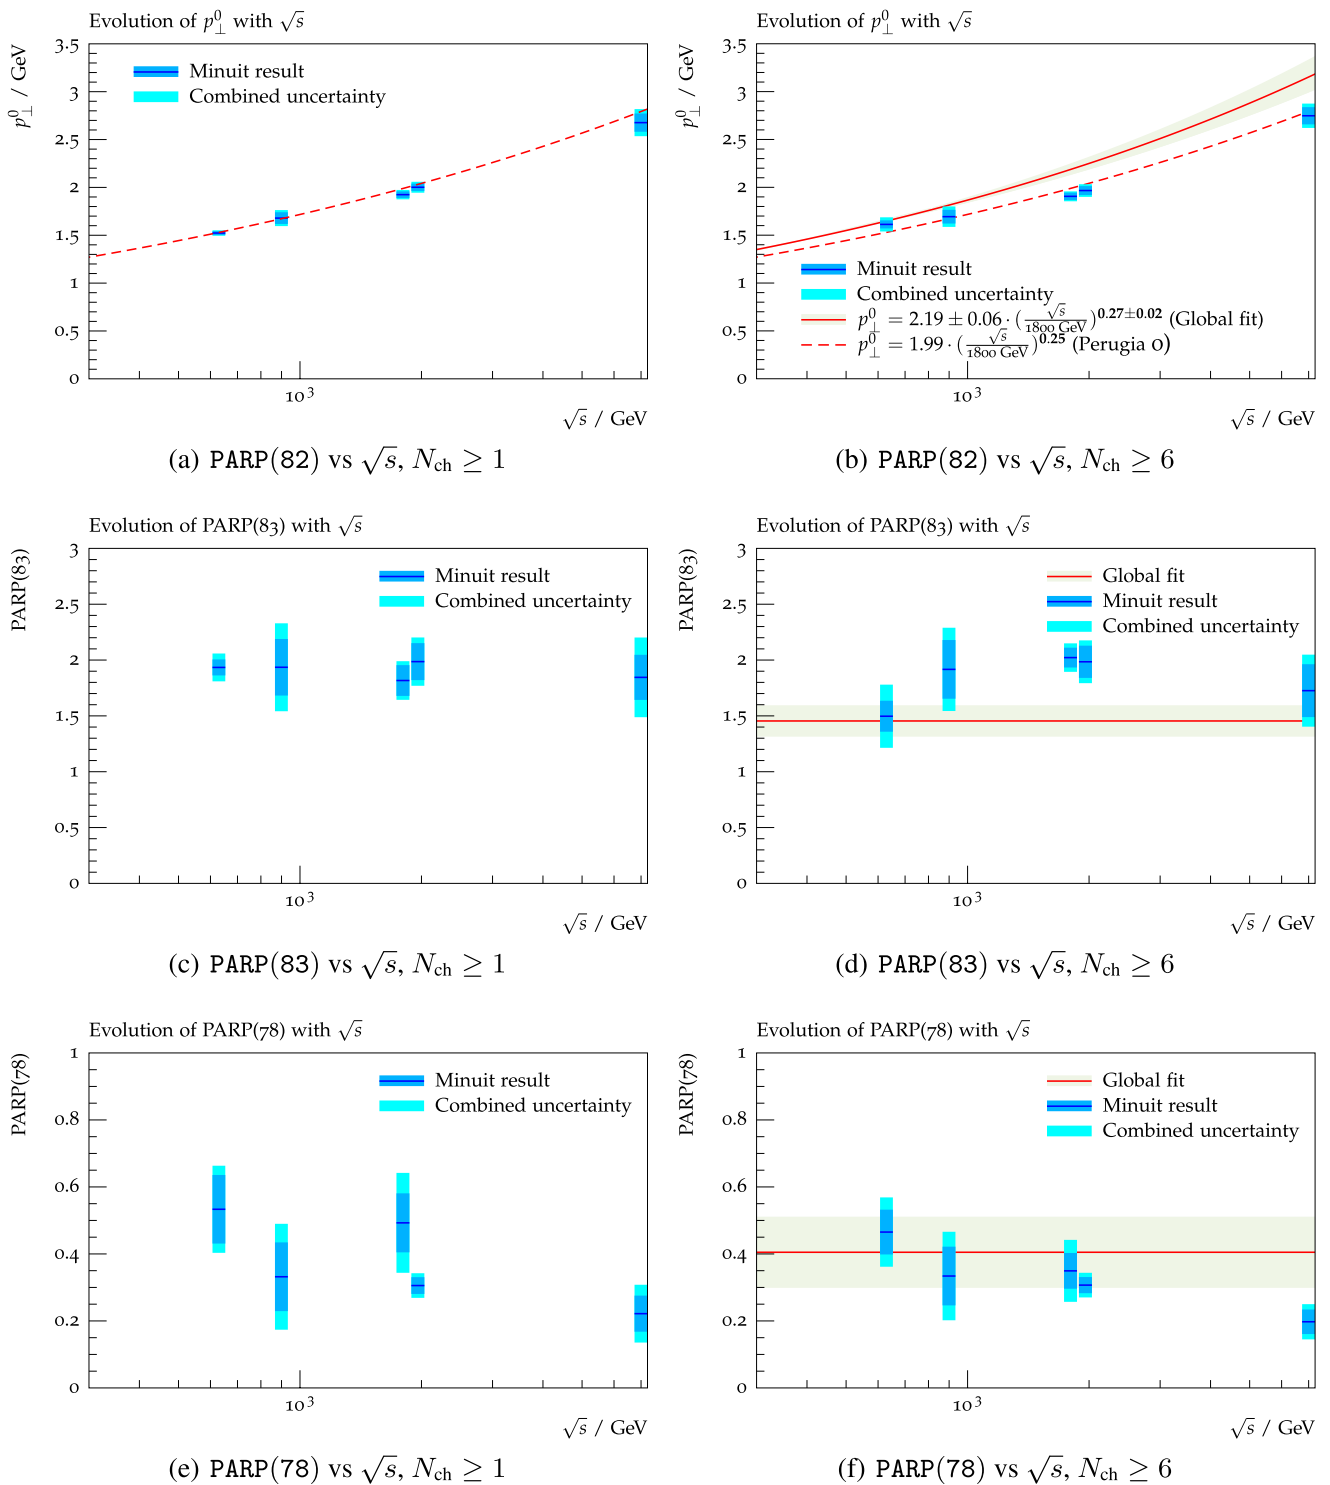 Evolution of p⊥⁰ with √s
p⊥⁰ / GeV
3.5
3
2.5
2
1.5
1
0.5
0
Minuit result
Combined uncertainty
10³
√s / GeV
(a) PARP(82) vs √s, Nch ≥ 1
Evolution of p⊥⁰ with √s
p⊥⁰ / GeV
3.5
3
2.5
2
1.5
1
0.5
0
Minuit result
Combined uncertainty
p⊥⁰ = 2.19 ± 0.06 · (√s / 1800 GeV)^0.27±0.02 (Global fit)
p⊥⁰ = 1.99 · (√s / 1800 GeV)^0.25 (Perugia 0)
10³
√s / GeV
(b) PARP(82) vs √s, Nch ≥ 6
Evolution of PARP(83) with √s
PARP(83)
3
2.5
2
1.5
1
0.5
0
Minuit result
Combined uncertainty
10³
√s / GeV
(c) PARP(83) vs √s, Nch ≥ 1
Evolution of PARP(83) with √s
PARP(83)
3
2.5
2
1.5
1
0.5
0
Global fit
Minuit result
Combined uncertainty
10³
√s / GeV
(d) PARP(83) vs √s, Nch ≥ 6
Evolution of PARP(78) with √s
PARP(78)
1
0.8
0.6
0.4
0.2
0
Minuit result
Combined uncertainty
10³
√s / GeV
(e) PARP(78) vs √s, Nch ≥ 1
Evolution of PARP(78) with √s
PARP(78)
1
0.8
0.6
0.4
0.2
0
Global fit
Minuit result
Combined uncertainty
10³
√s / GeV
(f) PARP(78) vs √s, Nch ≥ 6